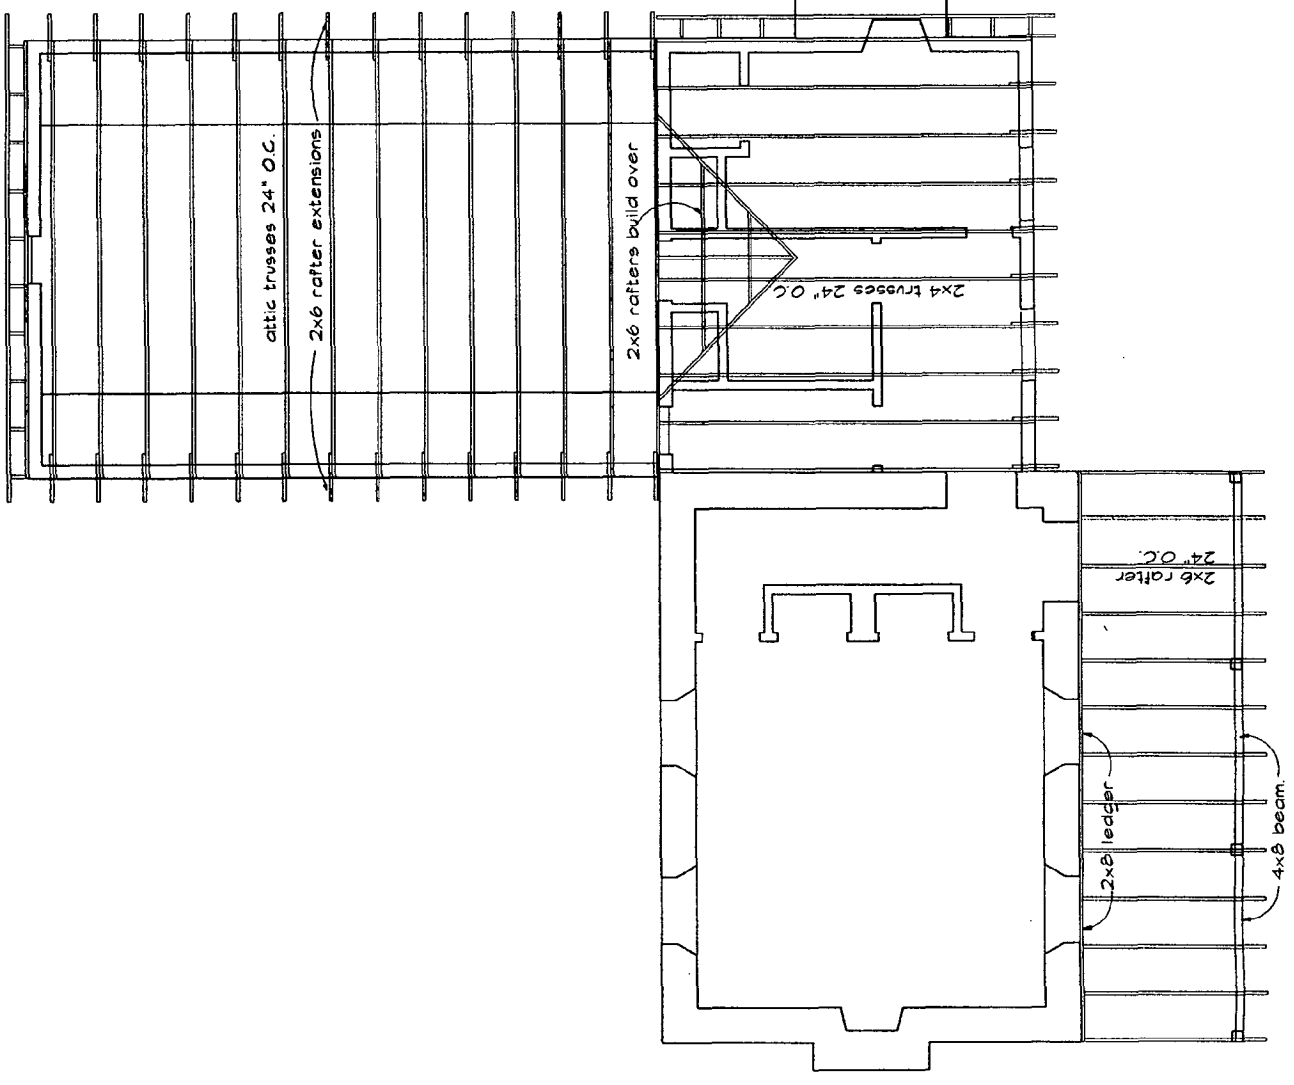 attic trusses 24" O.C.
2x6 rafter extensions
2x6 rafters build over
2x4 trusses 24" O.C
2x6 rafter
24" O.C.
2x8 ledger
4x8 beam.